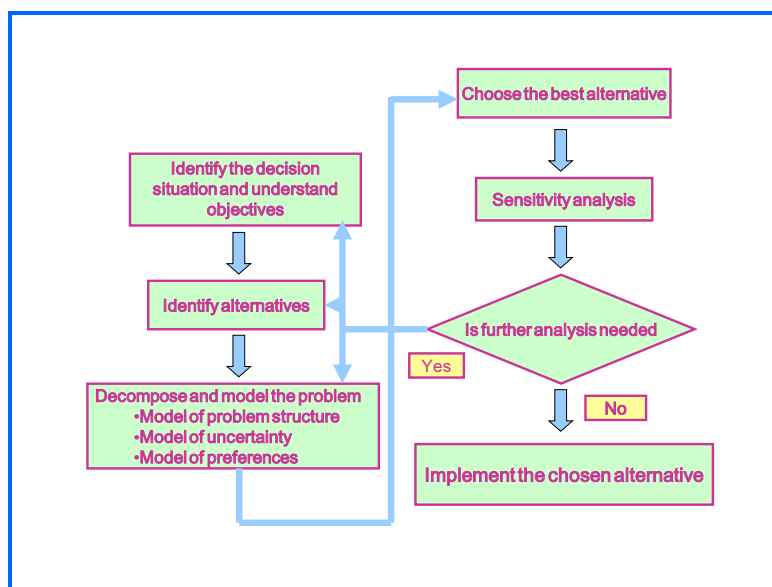 Identify the decision
situation and understand
objectives
Identify alternatives
Decompose and model the problem
•Model of problem structure
•Model of uncertainty
•Model of preferences
Choose the best alternative
Sensitivity analysis
Is further analysis needed
Yes
No
Implement the chosen alternative